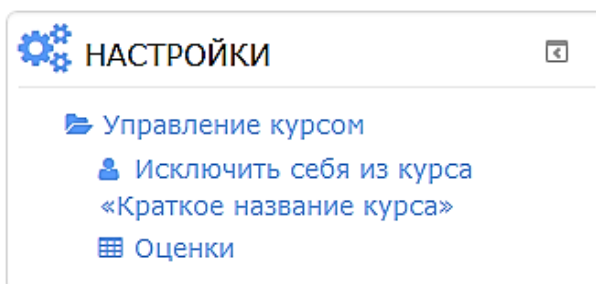 НАСТРОЙКИ
Управление курсом
Исключить себя из курса
«Краткое название курса»
Оценки